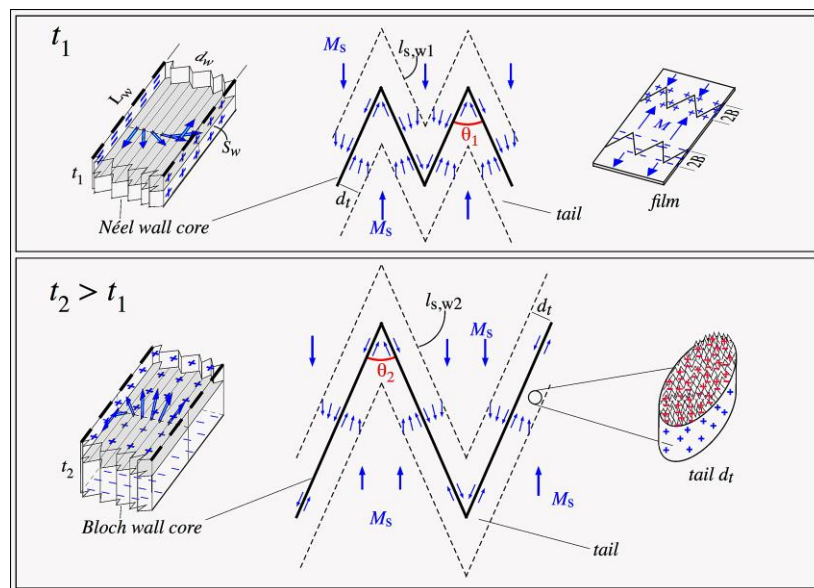 t1
Ms
ls,w1
dw
Lw
Sw
t1
Néel wall core
dt
θ1
Ms
tail
M
2B
2B
film
t2 > t1
ls,w2
dt
Ms
θ2
t2
Bloch wall core
Ms
Ms
tail
tail dt